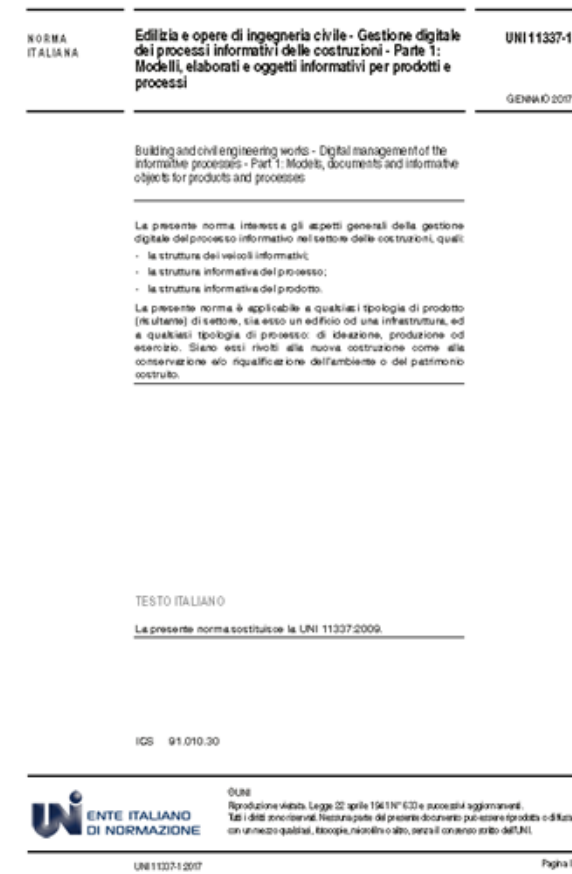 NORMA
ITALIANA
Edilizia e opere di ingegneria civile - Gestione digitale
dei processi informativi delle costruzioni - Parte 1:
Modelli, elaborati e oggetti informativi per prodotti e
processi
UNI 11337-1
GENNAIO 2017
Building and civil engineering works - Digital management of the
informative processes - Part 1: Models, documents and informative
objects for products and processes
La presente norma interessa gli aspetti generali della gestione
digitale del processo informativo nel settore delle costruzioni, quali:
- la struttura dei veicoli informativi;
- la struttura informativa del processo;
- la struttura informativa del prodotto.
La presente norma è applicabile a qualsiasi tipologia di prodotto
(risultante) di settore, sia esso un edificio od una infrastruttura, ed
a qualsiasi tipologia di processo: di ideazione, produzione od
esercizio. Siano essi rivolti alla nuova costruzione come alla
conservazione e/o riqualificazione dell'ambiente o del patrimonio
costruito.
TESTO ITALIANO
La presente norma sostituisce la UNI 11337:2009.
ICS 91.010.30
UNI ENTE ITALIANO
DI NORMAZIONE
©UNI
Riproduzione vietata. Legge 22 aprile 1941 N° 633 e successivi aggiornamenti.
Tutti i diritti sono riservati. Nessuna parte del presente documento può essere riprodotta o diffusa
con un mezzo qualsiasi, fotocopie, microfilm o altro, senza il consenso scritto dell'UNI.
UNI 11337-1:2017
Pagina I